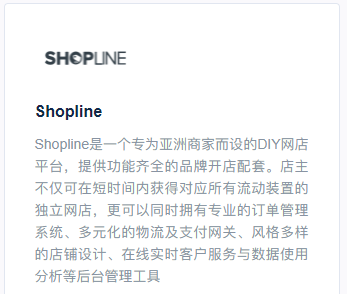 SHOPLINE
Shopline
Shopline是一个专为亚洲商家而设的DIY网店
平台，提供功能齐全的品牌开店配套。店主
不仅可在短时间内获得对应所有流动装置的
独立网店，更可以同时拥有专业的订单管理
系统、多元化的物流及支付网关、风格多样
的店铺设计、在线实时客户服务与数据使用
分析等后台管理工具